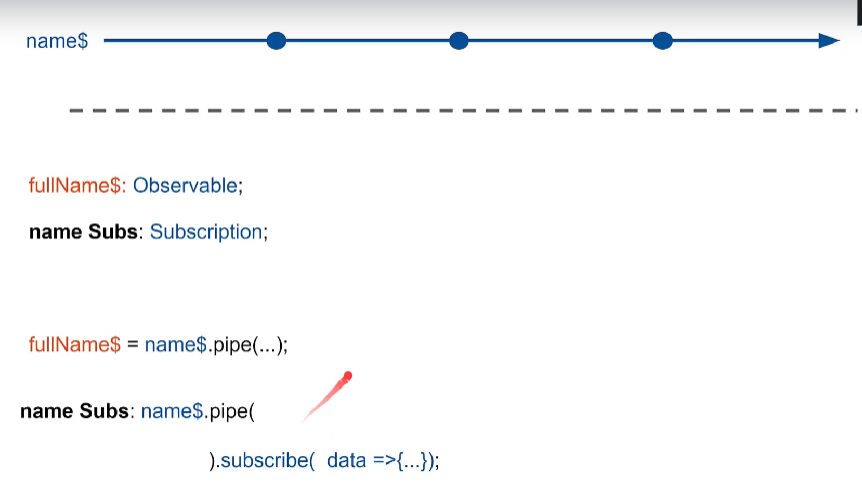 name$
fullName$: Observable;
name Subs: Subscription;
fullName$ = name$.pipe(...);
name Subs: name$.pipe(
).subscribe( data =>{...});